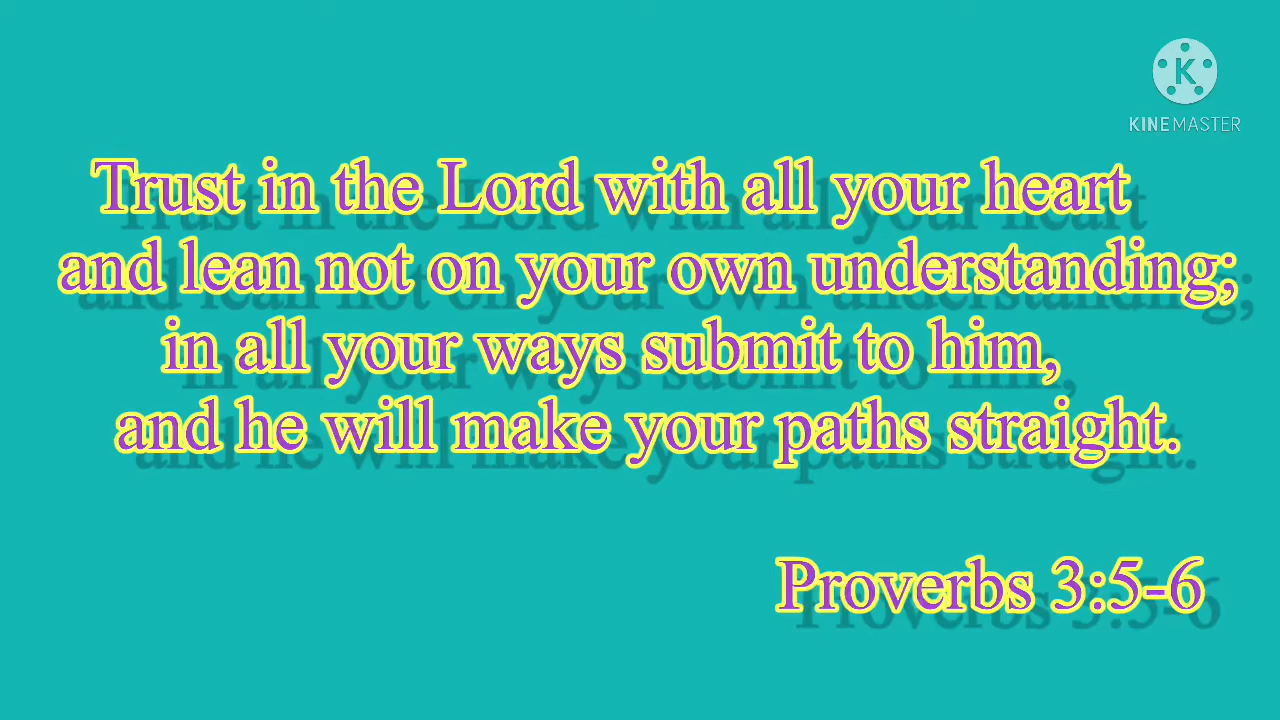 K
KINEMASTER
Trust in the Lord with all your heart
and lean not on your own understanding;
in all your ways submit to him,
and he will make your paths straight.
Proverbs 3:5-6